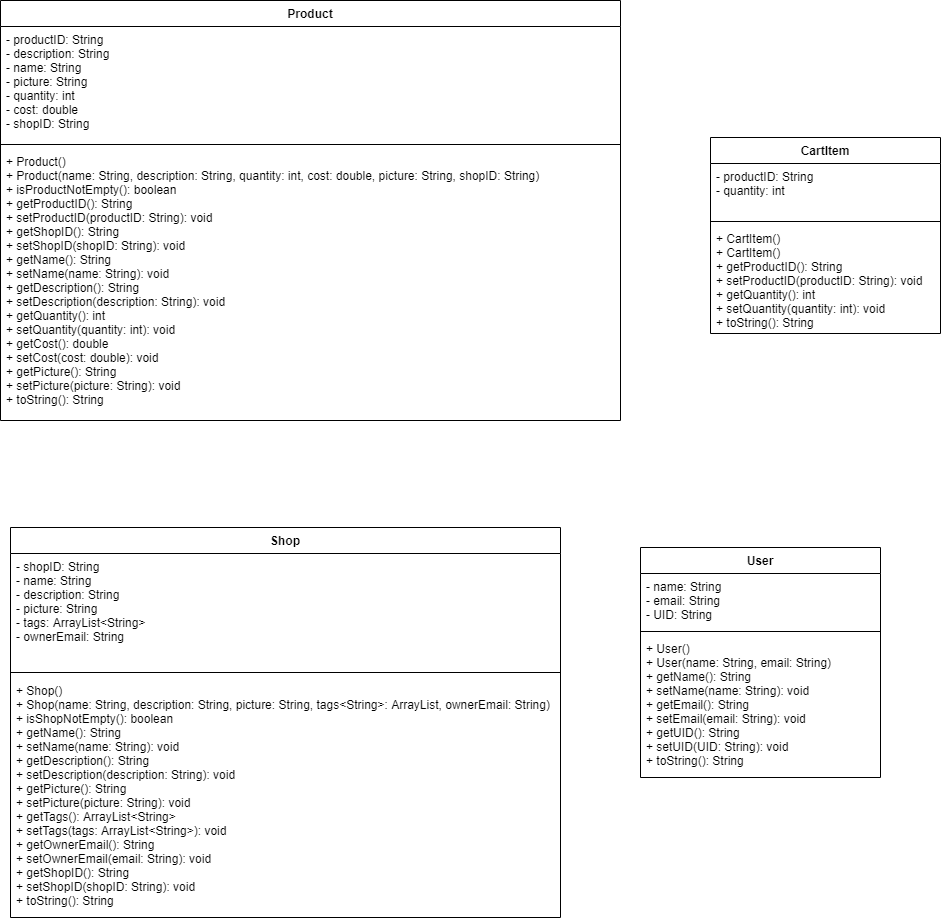 Product
- productID: String
- description: String
- name: String
- picture: String
- quantity: int
- cost: double
- shopID: String
+ Product()
+ Product(name: String, description: String, quantity: int, cost: double, picture: String, shopID: String)
+ isProductNotEmpty(): boolean
+ getProductID(): String
+ setProductID(productID: String): void
+ getShopID(): String
+ setShopID(shopID: String): void
+ getName(): String
+ setName(name: String): void
+ getDescription(): String
+ setDescription(description: String): void
+ getQuantity(): int
+ setQuantity(quantity: int): void
+ getCost(): double
+ setCost(cost: double): void
+ getPicture(): String
+ setPicture(picture: String): void
+ toString(): String
CartItem
- productID: String
- quantity: int
+ CartItem()
+ CartItem()
+ getProductID(): String
+ setProductID(productID: String): void
+ getQuantity(): int
+ setQuantity(quantity: int): void
+ toString(): String
Shop
- shopID: String
- name: String
- description: String
- picture: String
- tags: ArrayList<String>
- ownerEmail: String
+ Shop()
+ Shop(name: String, description: String, picture: String, tags<String>: ArrayList, ownerEmail: String)
+ isShopNotEmpty(): boolean
+ getName(): String
+ setName(name: String): void
+ getDescription(): String
+ setDescription(description: String): void
+ getPicture(): String
+ setPicture(picture: String): void
+ getTags(): ArrayList<String>
+ setTags(tags: ArrayList<String>): void
+ getOwnerEmail(): String
+ setOwnerEmail(email: String): void
+ getShopID(): String
+ setShopID(shopID: String): void
+ toString(): String
User
- name: String
- email: String
- UID: String
+ User()
+ User(name: String, email: String)
+ getName(): String
+ setName(name: String): void
+ getEmail(): String
+ setEmail(email: String): void
+ getUID(): String
+ setUID(UID: String): void
+ toString(): String